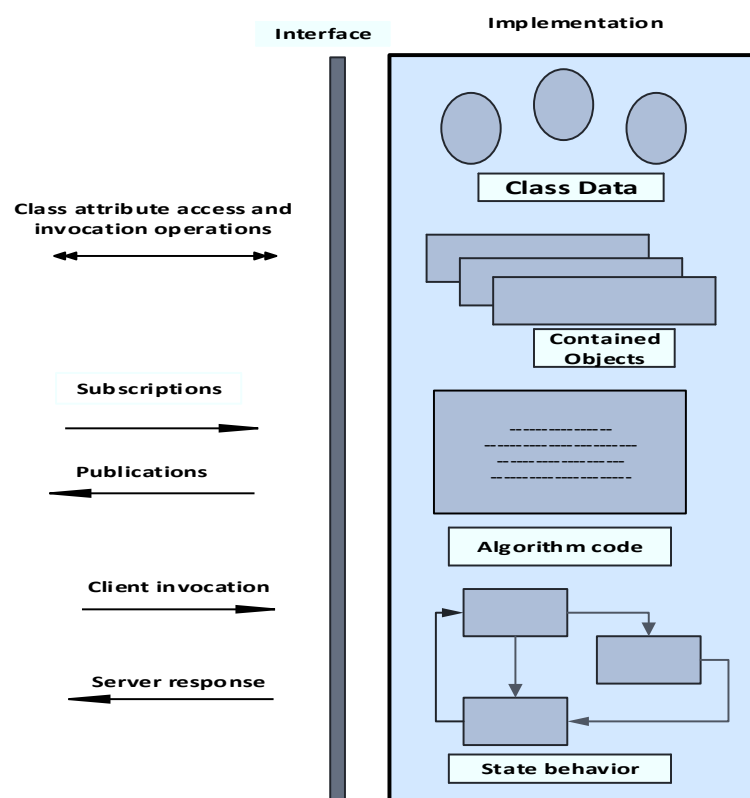 Interface
Implementation
Class Data
Class attribute access and
invocation operations
Contained
Objects
Subscriptions
Publications
Algorithm code
Client invocation
Server response
State behavior